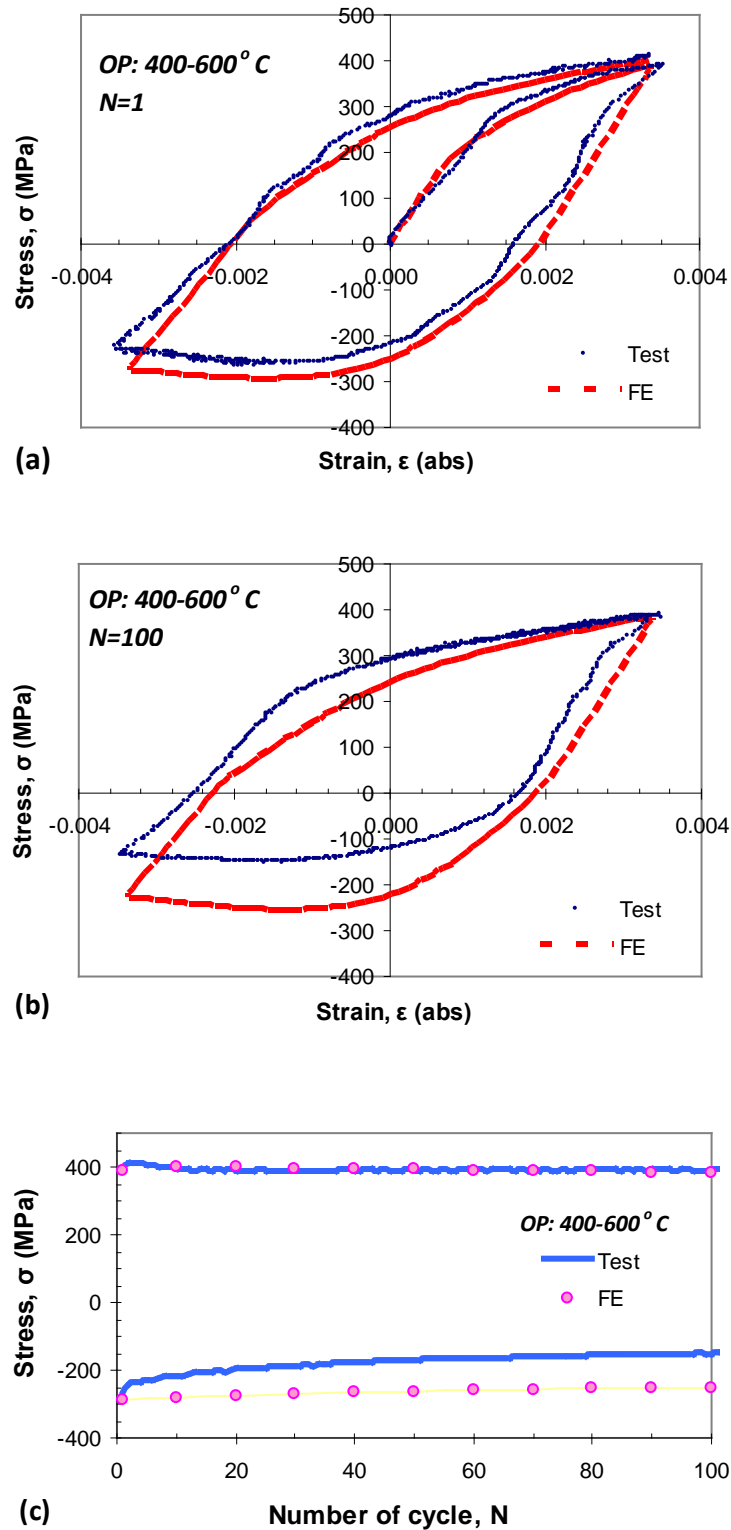 500
OP: 400-600° C
N=1
400
300
200
100
0
-0.004
-0.002
0.000
0.002
0.004
-100
-200
-300
-400
Stress, σ (MPa)
Test
FE
(a)
Strain, ε (abs)
500
OP: 400-600° C
N=100
400
300
200
100
0
-0.004
-0.002
0.000
0.002
0.004
-100
-200
-300
-400
Stress, σ (MPa)
Test
FE
(b)
Strain, ε (abs)
400
200
0
-200
-400
Stress, σ (MPa)
OP: 400-600° C
Test
FE
0
20
40
60
80
100
(c)
Number of cycle, N